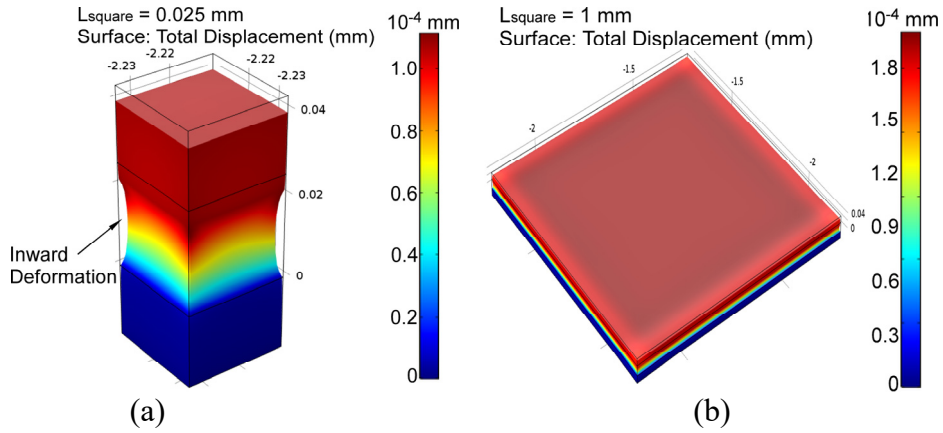 Lsquare = 0.025 mm
Surface: Total Displacement (mm)
10-4 mm
-2.22
-2.23
-2.22
-2.23
0.04
0.02
0
Inward
Deformation
1.0
0.8
0.6
0.4
0.2
0
(a)
Lsquare = 1 mm
Surface: Total Displacement (mm)
10-4 mm
-1.5
-1.5
-2
-2
0.04
0
1.8
1.8
1.2
0.9
0.6
0.3
0
(b)